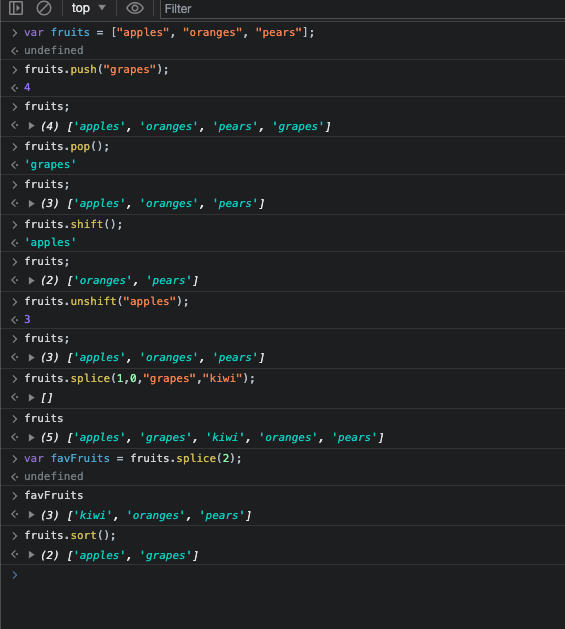 top Filter
var fruits = ["apples", "oranges", "pears"];
undefined
fruits.push("grapes");
4
fruits;
(4) ['apples', 'oranges', 'pears', 'grapes']
fruits.pop();
'grapes'
fruits;
(3) ['apples', 'oranges', 'pears']
fruits.shift();
'apples'
fruits;
(2) ['oranges', 'pears']
fruits.unshift("apples");
3
fruits;
(3) ['apples', 'oranges', 'pears']
fruits.splice(1,0,"grapes","kiwi");
[]
fruits
(5) ['apples', 'grapes', 'kiwi', 'oranges', 'pears']
var favFruits = fruits.splice(2);
undefined
favFruits
(3) ['kiwi', 'oranges', 'pears']
fruits.sort();
(2) ['apples', 'grapes']